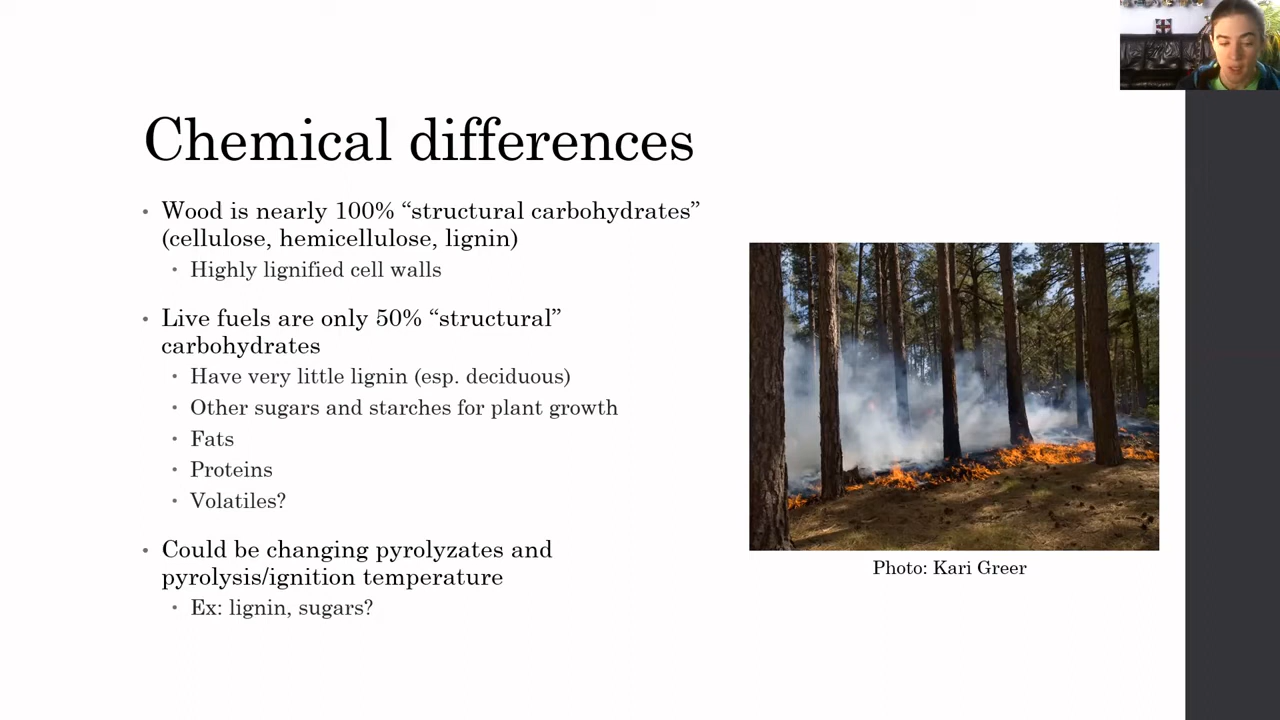 Chemical differences
• Wood is nearly 100% “structural carbohydrates”
(cellulose, hemicellulose, lignin)
• Highly lignified cell walls
• Live fuels are only 50% “structural”
carbohydrates
• Have very little lignin (esp. deciduous)
• Other sugars and starches for plant growth
• Fats
• Proteins
• Volatiles?
• Could be changing pyrolyzates and
pyrolysis/ignition temperature
• Ex: lignin, sugars?
Photo: Kari Greer